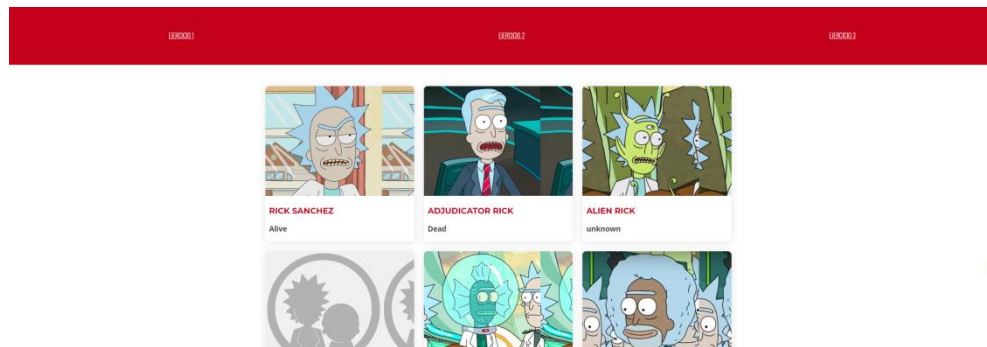 EJERCICIO 1
EJERCICIO 2
EJERCICIO 3
RICK SANCHEZ
Alive
ADJUDICATOR RICK
Dead
ALIEN RICK
unknown